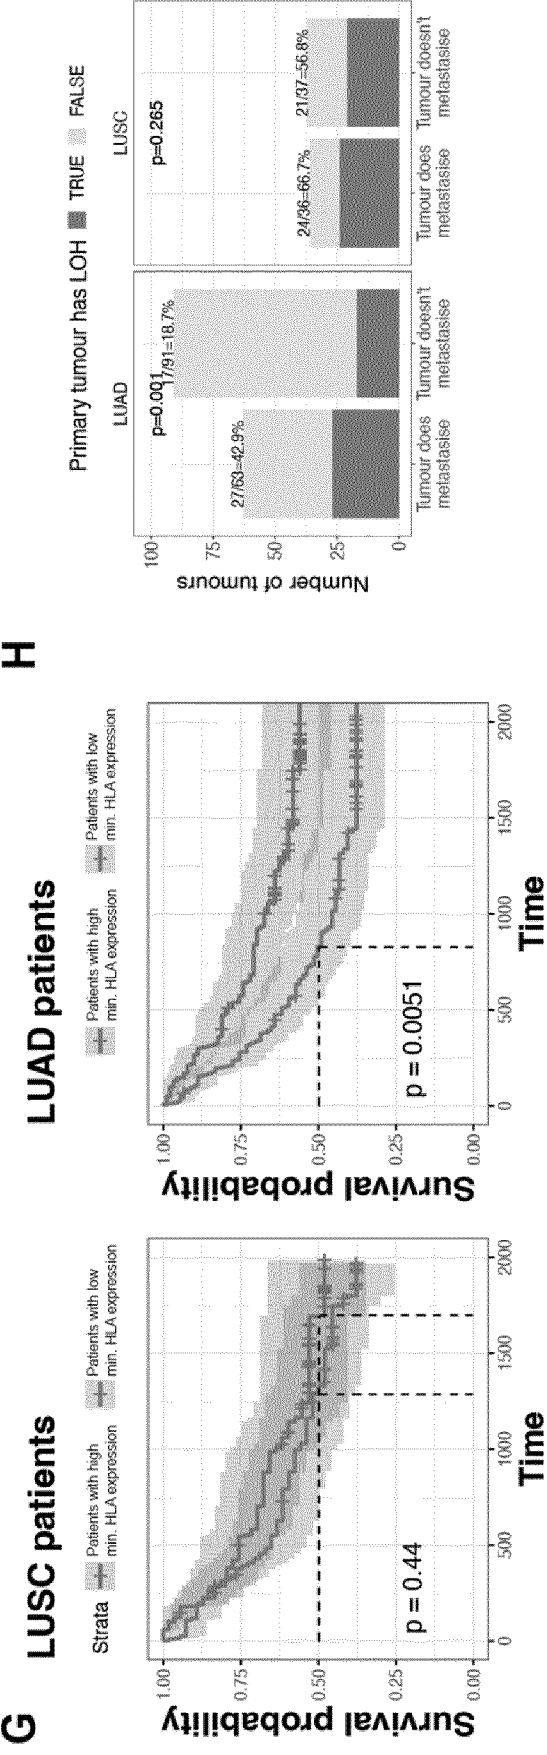 G
LUSC patients
Strata
Patients with high
min. HLA expression
Patients with low
min. HLA expression
Survival probability
1.00
0.75
0.50
0.25
0.00
p = 0.44
0
500
1000
1500
2000
Time
LUAD patients
Patients with high
min. HLA expression
Patients with low
min. HLA expression
Survival probability
1.00
0.75
0.50
0.25
0.00
p = 0.0051
0
500
1000
1500
2000
Time
H
Primary tumour has LOH
TRUE
FALSE
LUAD
LUSC
Number of tumours
100
75
50
25
0
p=0.001
27/63=42.9%
17/91=18.7%
p=0.265
24/36=66.7%
21/37=56.8%
Tumour does
metastasise
Tumour doesn't
metastasise
Tumour does
metastasise
Tumour doesn't
metastasise